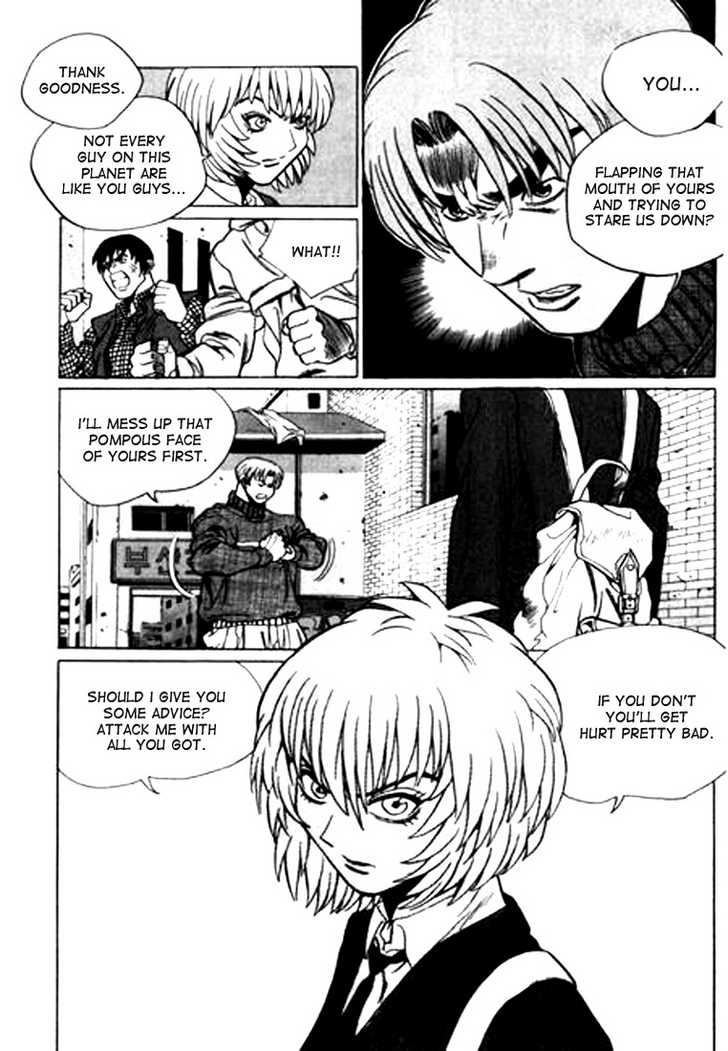 THANK
GOODNESS.
NOT EVERY
GUY ON THIS
PLANET ARE
LIKE YOU GUYS...
YOU...
FLAPPING THAT
MOUTH OF YOURS
AND TRYING TO
STARE US DOWN?
WHAT!!
I'LL MESS UP THAT
POMPOUS FACE
OF YOURS FIRST.
부산
SHOULD I GIVE YOU
SOME ADVICE?
ATTACK ME WITH
ALL YOU GOT.
IF YOU DON'T
YOU'LL GET
HURT PRETTY BAD.